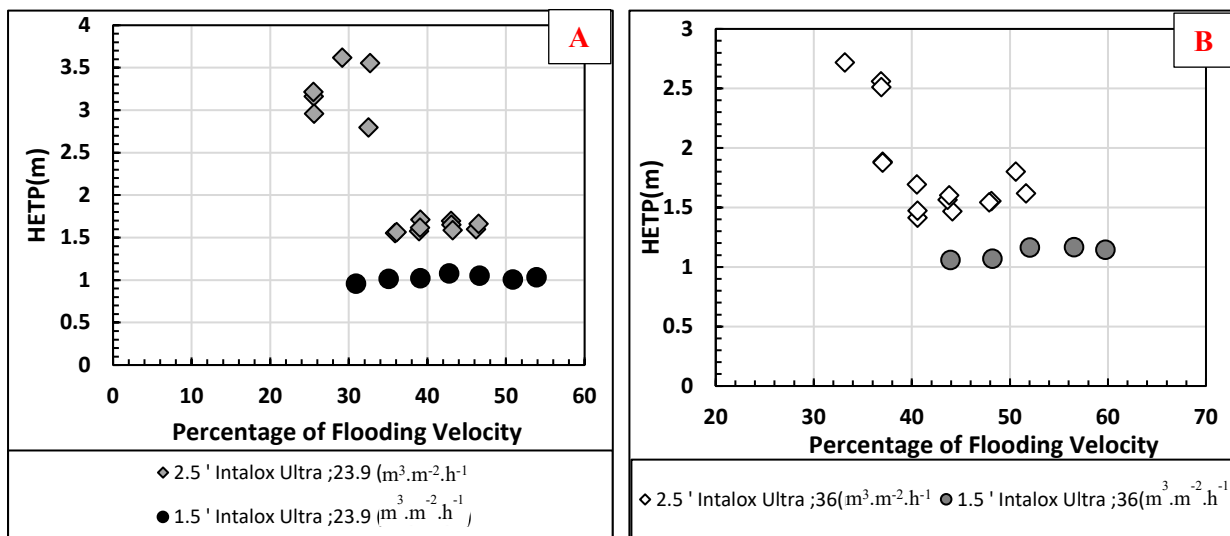 A
HETP(m)
4
3.5
3
2.5
2
1.5
1
0.5
0
0 10 20 30 40 50 60
Percentage of Flooding Velocity
2.5 ' Intalox Ultra ;23.9 (m³.m⁻².h⁻¹
1.5 ' Intalox Ultra ;23.9 (m³.m⁻².h⁻¹)
B
HETP(m)
3
2.5
2
1.5
1
0.5
0
20 30 40 50 60 70
Percentage of Flooding Velocity
2.5 ' Intalox Ultra ;36(m³.m⁻².h⁻¹ 1.5 ' Intalox Ultra ;36(m³.m⁻².h⁻¹